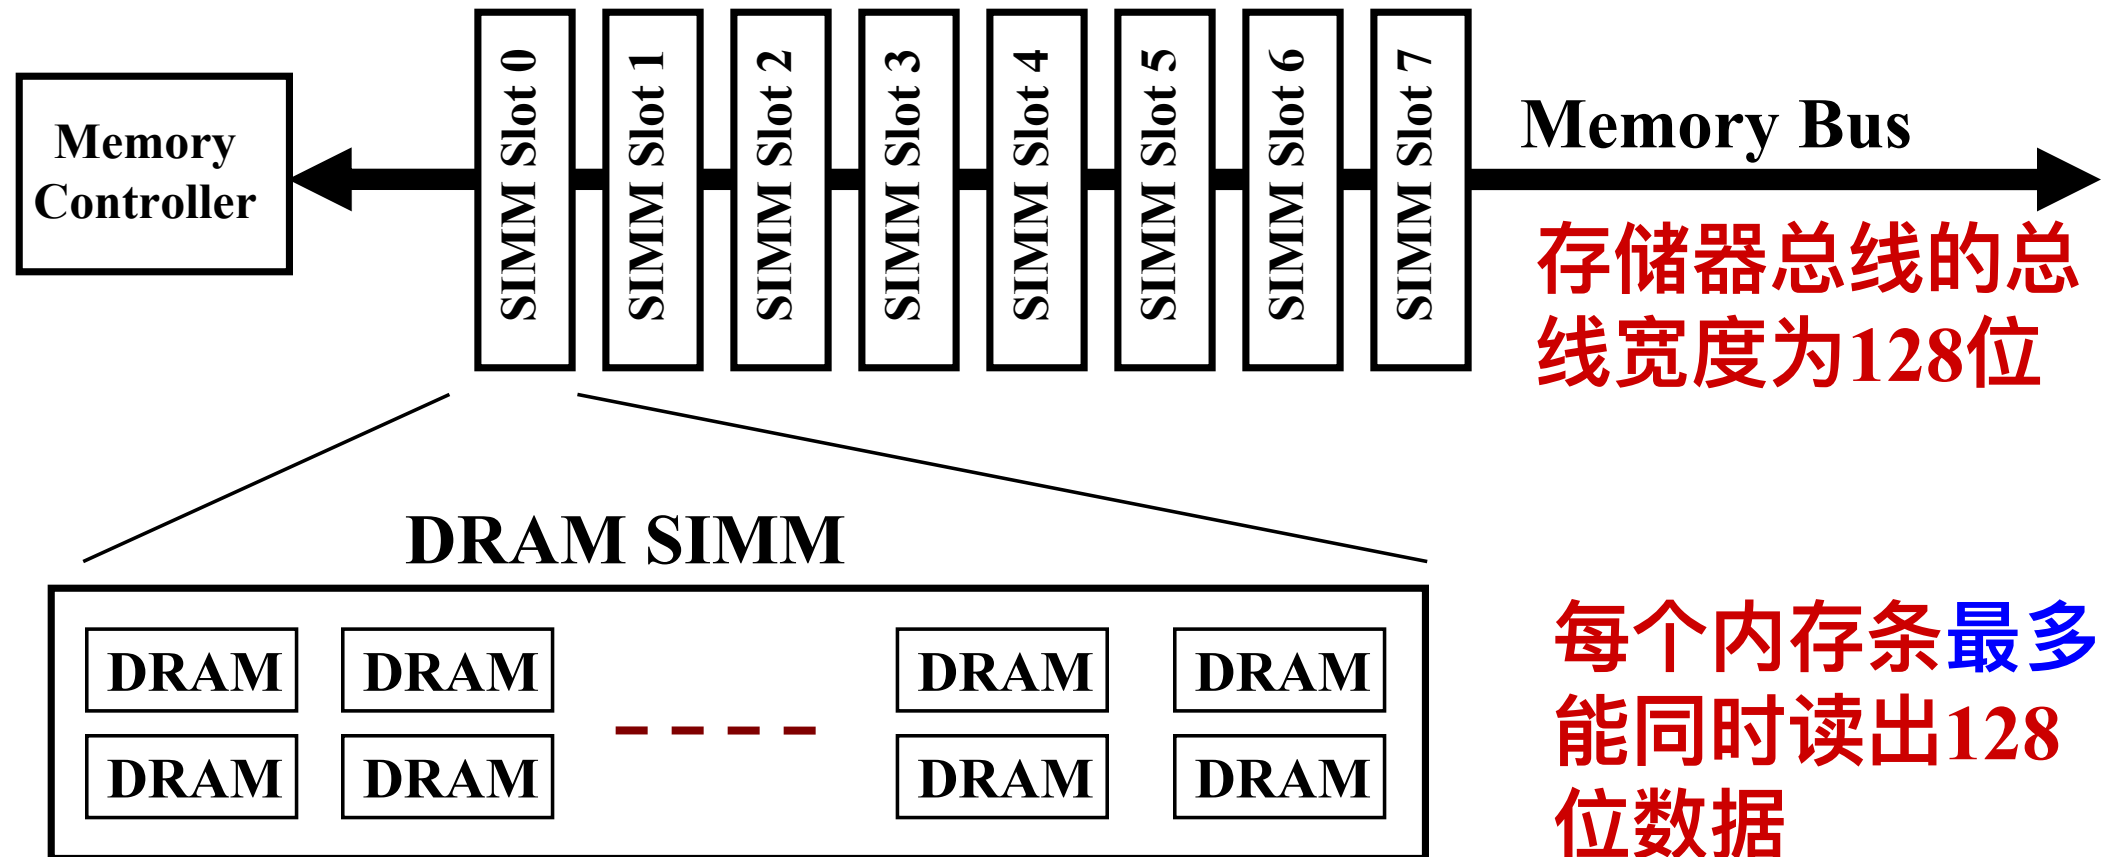 Memory
Controller
SIMM Slot 0
SIMM Slot 1
SIMM Slot 2
SIMM Slot 3
SIMM Slot 4
SIMM Slot 5
SIMM Slot 6
SIMM Slot 7
Memory Bus
存储器总线的总
线宽度为128位
DRAM SIMM
DRAM DRAM DRAM DRAM
DRAM DRAM DRAM DRAM
每个内存条最多
能同时读出128
位数据